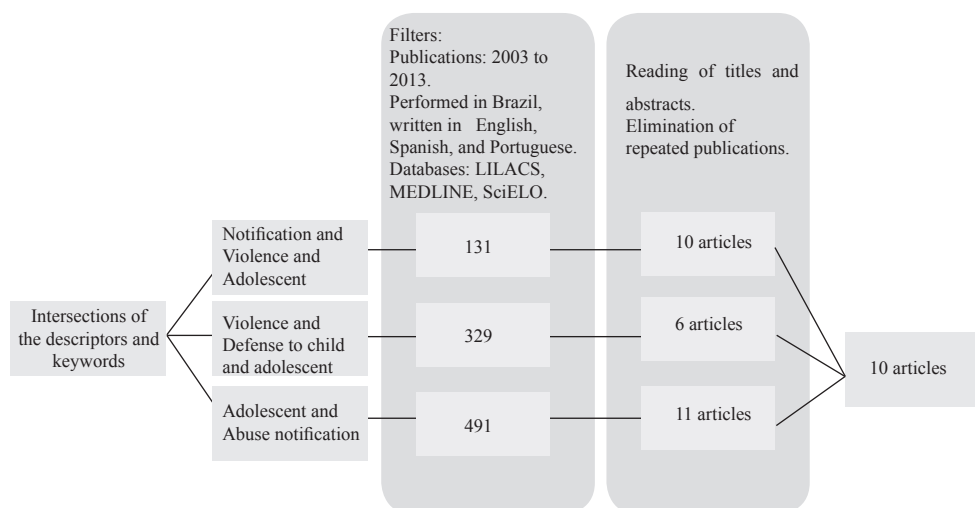 Filters:
Publications: 2003 to
2013.
Performed in Brazil,
written in English,
Spanish, and Portuguese.
Databases: LILACS,
MEDLINE, SciELO.
Reading of titles and
abstracts.
Elimination of
repeated publications.
Intersections of
the descriptors and
keywords
Notification and
Violence and
Adolescent
131
10 articles
Violence and
Defense to child
and adolescent
329
6 articles
Adolescent and
Abuse notification
491
11 articles
10 articles